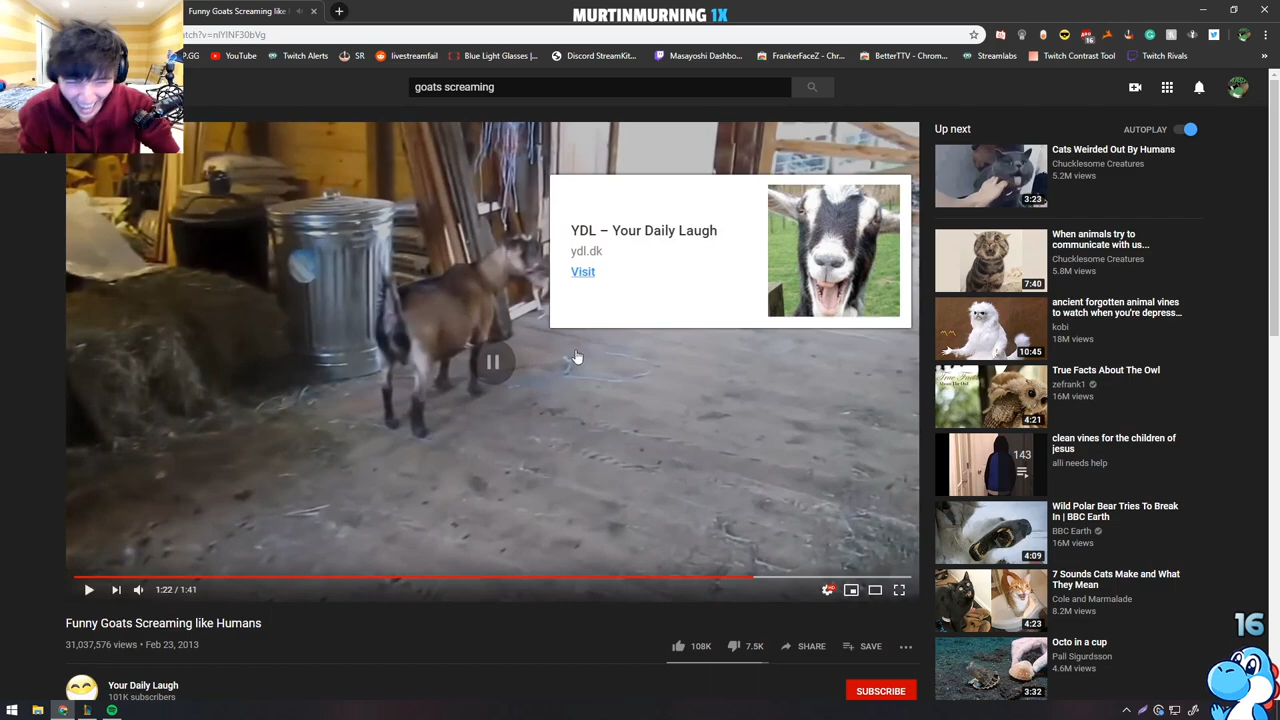 MURTINMURNING 1X
Funny Goats Screaming like
tch?v=nlYlNF30bVg
P.GG
YouTube
Twitch Alerts
SR
livestreamfail
Blue Light Glasses |...
Discord StreamKit...
Masayoshi Dashbo...
FrankerFaceZ - Chr...
BetterTTV - Chrom...
Streamlabs
Twitch Contrast Tool
Twitch Rivals
goats screaming
YDL – Your Daily Laugh
ydl.dk
Visit
1:22 / 1:41
HD
Funny Goats Screaming like Humans
31,037,576 views • Feb 23, 2013
108K
7.5K
SHARE
SAVE
Your Daily Laugh
101K subscribers
SUBSCRIBE
Up next
AUTOPLAY
Cats Weirded Out By Humans
Chucklesome Creatures
5.2M views
3:23
When animals try to
communicate with us...
Chucklesome Creatures
5.8M views
7:40
ancient forgotten animal vines
to watch when you're depress...
kobi
18M views
10:45
True Facts About The Owl
zefrank1
16M views
4:21
clean vines for the children of
jesus
alli needs help
143
Wild Polar Bear Tries To Break
In | BBC Earth
BBC Earth
16M views
4:09
7 Sounds Cats Make and What
They Mean
Cole and Marmalade
8.2M views
4:23
Octo in a cup
Pall Sigurdsson
4.6M views
3:32
16